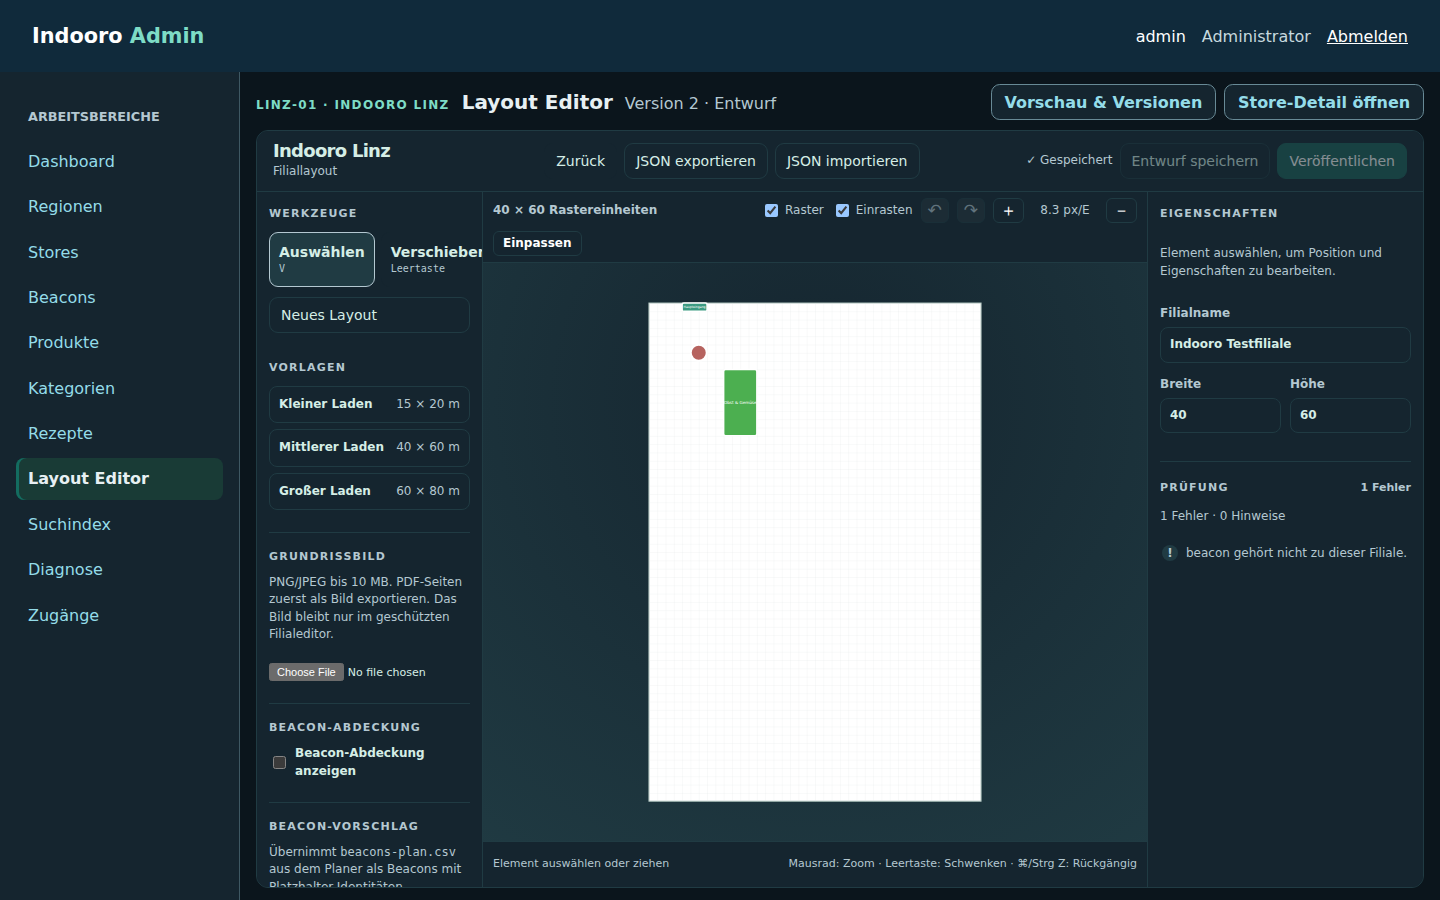 Indooro Admin
admin Administrator Abmelden
ARBEITSBEREICHE
Dashboard
Regionen
Stores
Beacons
Produkte
Kategorien
Rezepte
Layout Editor
Suchindex
Diagnose
Zugänge
LINZ-01 · INDOORO LINZ Layout Editor Version 2 · Entwurf
Vorschau & Versionen Store-Detail öffnen
Indooro Linz
Filiallayout
Zurück JSON exportieren JSON importieren
✓ Gespeichert Entwurf speichern Veröffentlichen
WERKZEUGE
Auswählen
V
Verschieben
Leertaste
Neues Layout
VORLAGEN
Kleiner Laden 15 × 20 m
Mittlerer Laden 40 × 60 m
Großer Laden 60 × 80 m
GRUNDRISSBILD
PNG/JPEG bis 10 MB. PDF-Seiten
zuerst als Bild exportieren. Das
Bild bleibt nur im geschützten
Filialeditor.
Choose File No file chosen
BEACON-ABDECKUNG
Beacon-Abdeckung
anzeigen
BEACON-VORSCHLAG
Übernimmt beacons-plan.csv
aus dem Planer als Beacons mit
Platzhalter-Identitäten
40 × 60 Rastereinheiten
Raster Einrasten ↶ ↷ + 8.3 px/E −
Einpassen
Obst & Gemüse
Element auswählen oder ziehen
Mausrad: Zoom · Leertaste: Schwenken · ⌘/Strg Z: Rückgängig
EIGENSCHAFTEN
Element auswählen, um Position und
Eigenschaften zu bearbeiten.
Filialname
Indooro Testfiliale
Breite Höhe
40 60
PRÜFUNG 1 Fehler
1 Fehler · 0 Hinweise
! beacon gehört nicht zu dieser Filiale.